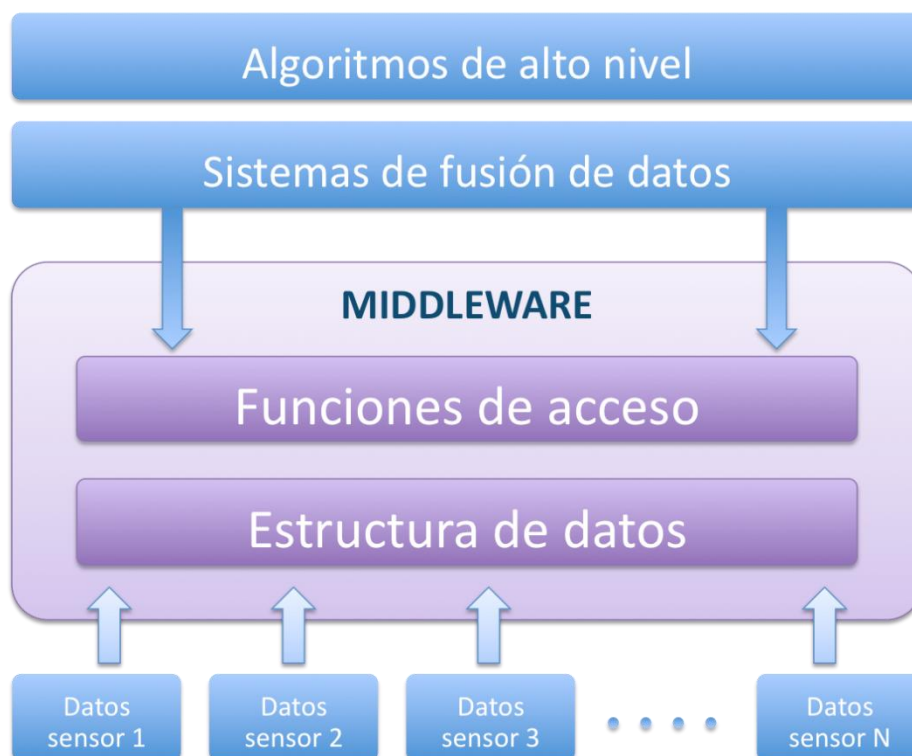 Algoritmos de alto nivel
Sistemas de fusión de datos
MIDDLEWARE
Funciones de acceso
Estructura de datos
Datos
sensor 1
Datos
sensor 2
Datos
sensor 3
Datos
sensor N